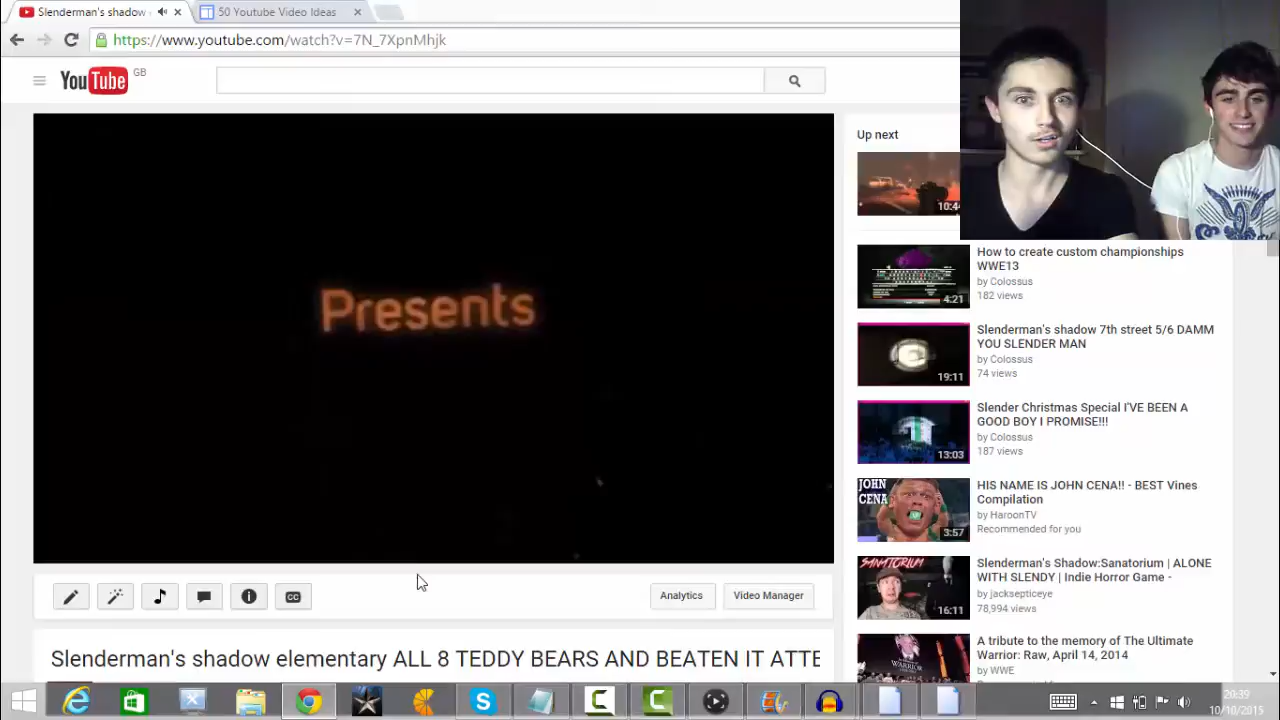 Slenderman's shadow
50 Youtube Video Ideas
https://www.youtube.com/watch?v=7N_7XpnMhjk
YouTube GB
Up next
Presents
10:44
How to create custom championships
WWE13
by Colossus
182 views
4:21
Slenderman's shadow 7th street 5/6 DAMM
YOU SLENDER MAN
by Colossus
74 views
19:11
Slender Christmas Special I'VE BEEN A
GOOD BOY I PROMISE!!!
by Colossus
187 views
13:03
JOHN
CENA
HIS NAME IS JOHN CENA!! - BEST Vines
Compilation
by HaroonTV
Recommended for you
3:57
SANATORIUM
Slenderman's Shadow:Sanatorium | ALONE
WITH SLENDY | Indie Horror Game -
by jacksepticeye
78,994 views
16:11
CC
Analytics
Video Manager
Slenderman's shadow elementary ALL 8 TEDDY BEARS AND BEATEN IT ATTE
WARRIOR
A tribute to the memory of The Ultimate
Warrior: Raw, April 14, 2014
by WWE
20:39
10/10/2015